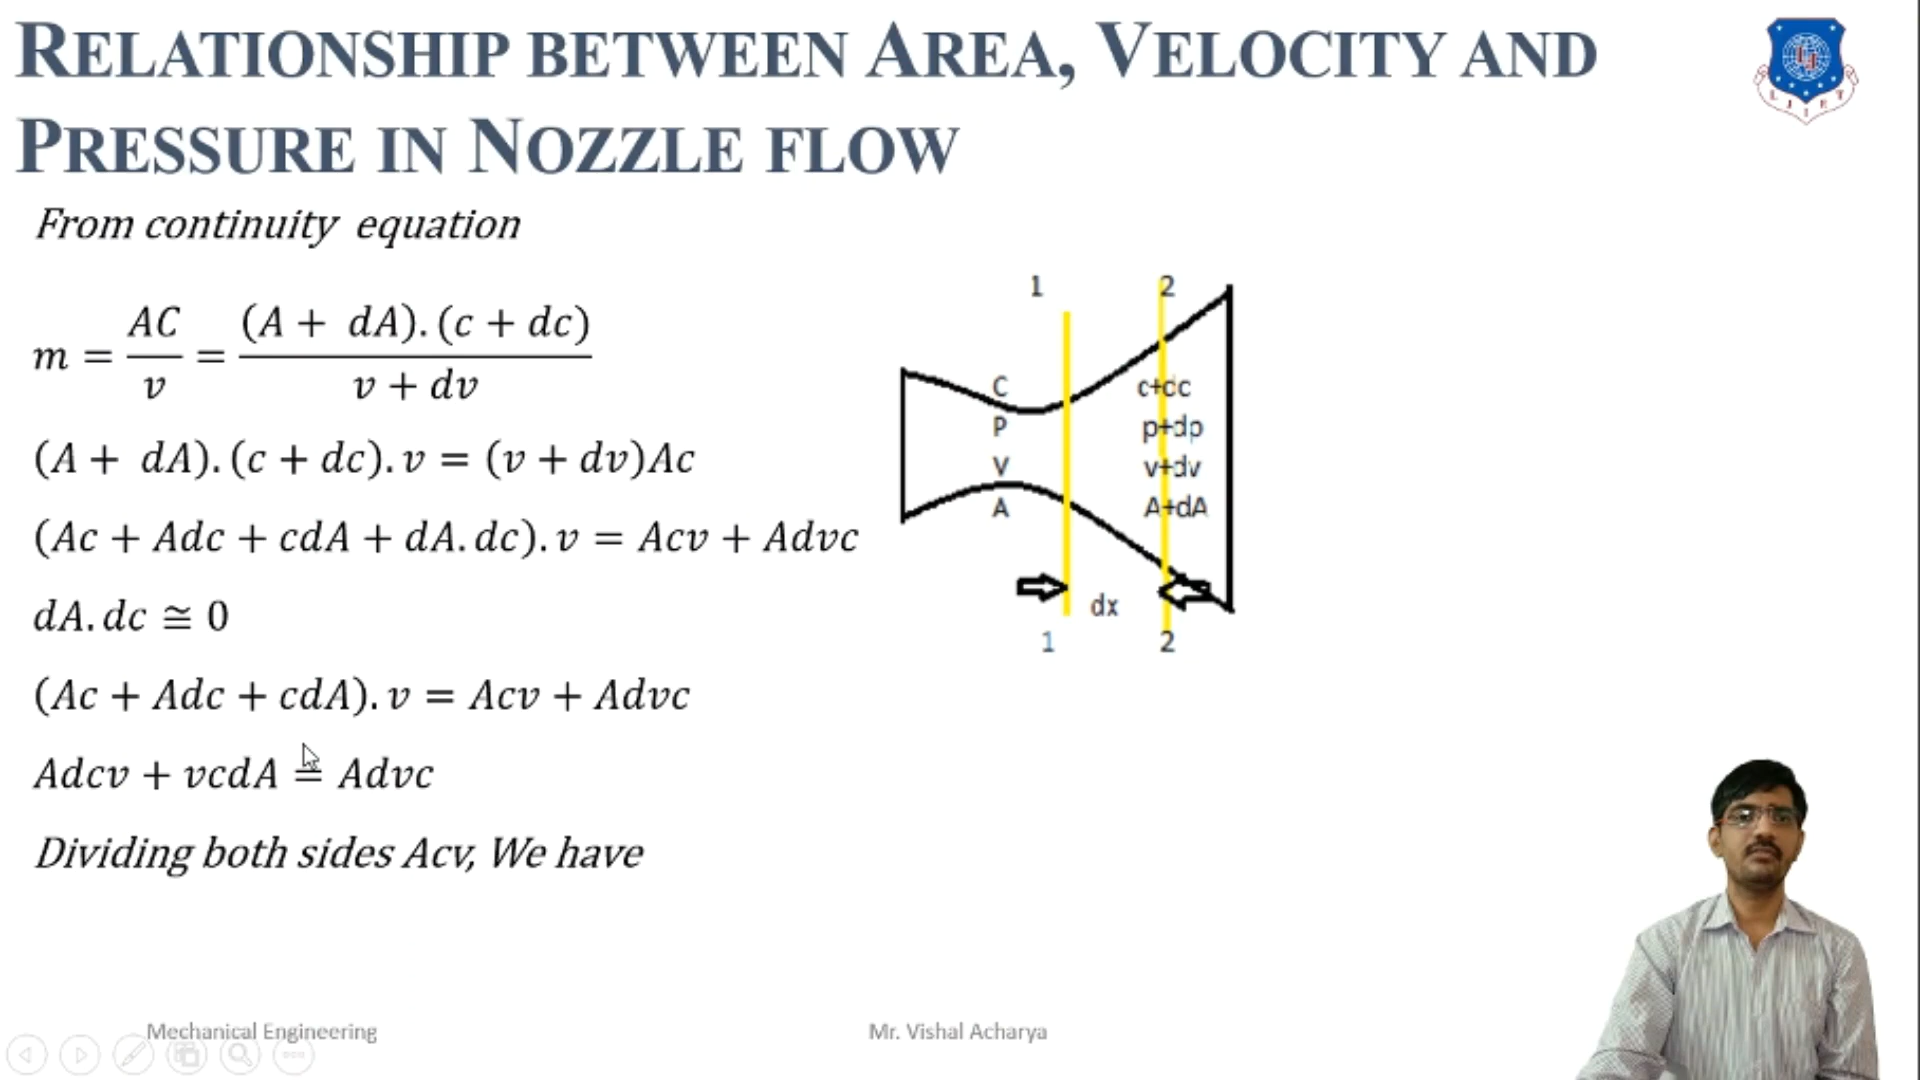 RELATIONSHIP BETWEEN AREA, VELOCITY AND
PRESSURE IN NOZZLE FLOW
L J I E T
From continuity equation
m = AC/v = (A + dA).(c + dc)/(v + dv)
(A + dA).(c + dc).v = (v + dv)Ac
(Ac + Adc + cdA + dA.dc).v = Acv + Advc
dA.dc ≅ 0
(Ac + Adc + cdA).v = Acv + Advc
Adcv + vcdA = Advc
Dividing both sides Acv, We have
1 2
C c+dc
P p+dp
V v+dv
A A+dA
dx
1 2
Mechanical Engineering
Mr. Vishal Acharya